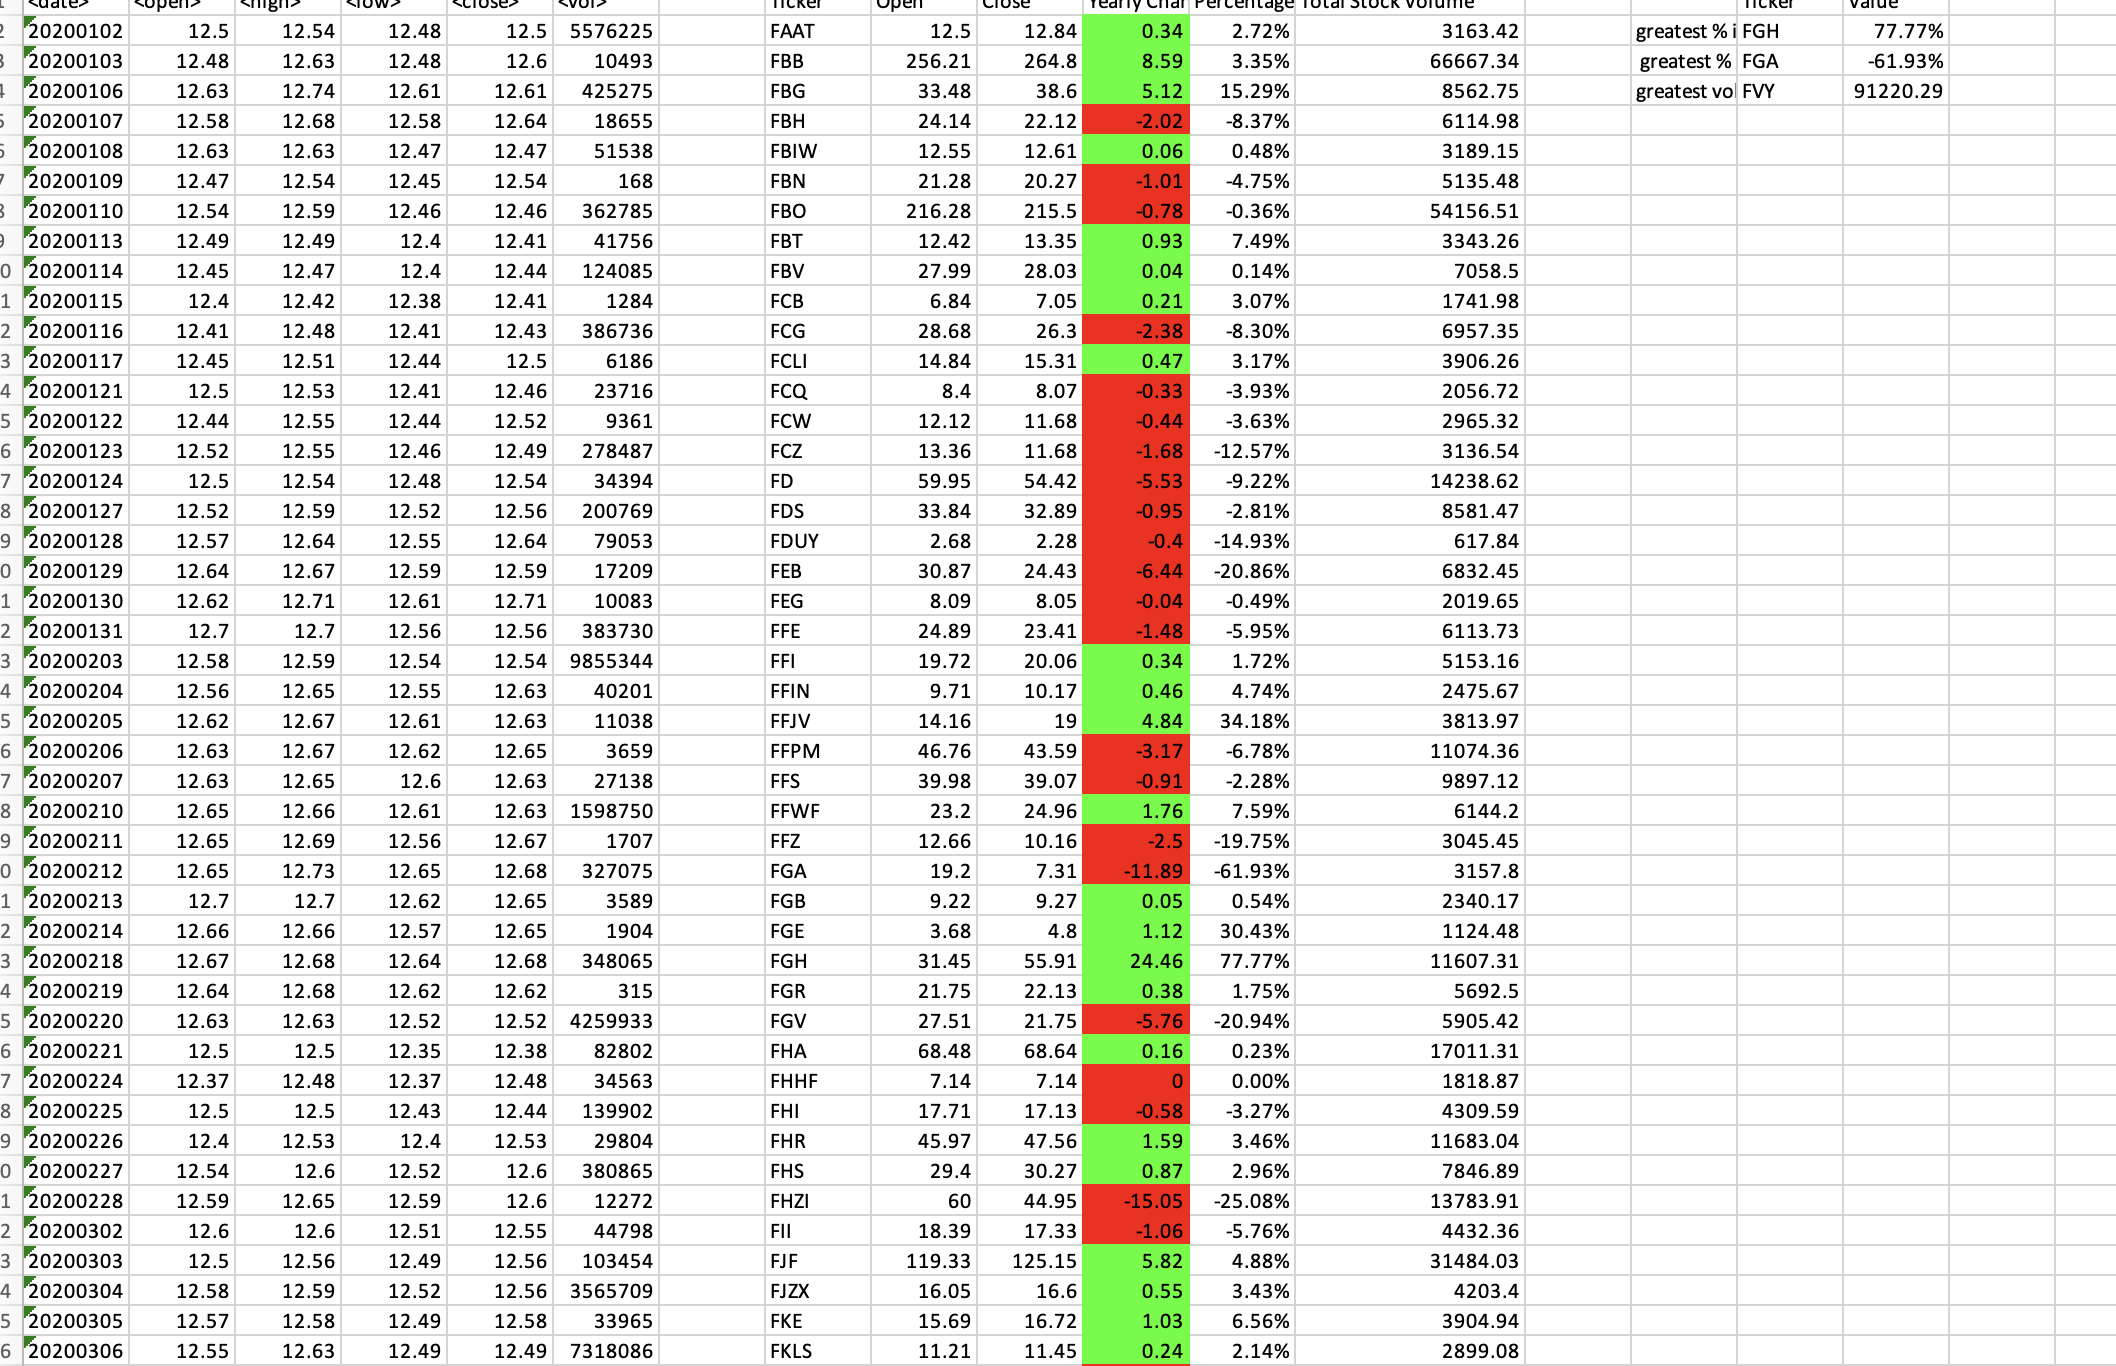 <date> <open> <high> <low> <close> <vol> Ticker Open Close Yearly Char Percentage Total Stock Volume Ticker Value
20200102 12.5 12.54 12.48 12.5 5576225 FAAT 12.5 12.84 0.34 2.72% 3163.42 greatest % i FGH 77.77%
20200103 12.48 12.63 12.48 12.6 10493 FBB 256.21 264.8 8.59 3.35% 66667.34 greatest % FGA -61.93%
20200106 12.63 12.74 12.61 12.61 425275 FBG 33.48 38.6 5.12 15.29% 8562.75 greatest vo FVY 91220.29
20200107 12.58 12.68 12.58 12.64 18655 FBH 24.14 22.12 -2.02 -8.37% 6114.98
20200108 12.63 12.63 12.47 12.47 51538 FBIW 12.55 12.61 0.06 0.48% 3189.15
20200109 12.47 12.54 12.45 12.54 168 FBN 21.28 20.27 -1.01 -4.75% 5135.48
20200110 12.54 12.59 12.46 12.46 362785 FBO 216.28 215.5 -0.78 -0.36% 54156.51
20200113 12.49 12.49 12.4 12.41 41756 FBT 12.42 13.35 0.93 7.49% 3343.26
20200114 12.45 12.47 12.4 12.44 124085 FBV 27.99 28.03 0.04 0.14% 7058.5
20200115 12.4 12.42 12.38 12.41 1284 FCB 6.84 7.05 0.21 3.07% 1741.98
20200116 12.41 12.48 12.41 12.43 386736 FCG 28.68 26.3 -2.38 -8.30% 6957.35
20200117 12.45 12.51 12.44 12.5 6186 FCLI 14.84 15.31 0.47 3.17% 3906.26
20200121 12.5 12.53 12.41 12.46 23716 FCQ 8.4 8.07 -0.33 -3.93% 2056.72
20200122 12.44 12.55 12.44 12.52 9361 FCW 12.12 11.68 -0.44 -3.63% 2965.32
20200123 12.52 12.55 12.46 12.49 278487 FCZ 13.36 11.68 -1.68 -12.57% 3136.54
20200124 12.5 12.54 12.48 12.54 34394 FD 59.95 54.42 -5.53 -9.22% 14238.62
20200127 12.52 12.59 12.52 12.56 200769 FDS 33.84 32.89 -0.95 -2.81% 8581.47
20200128 12.57 12.64 12.55 12.64 79053 FDUY 2.68 2.28 -0.4 -14.93% 617.84
20200129 12.64 12.67 12.59 12.59 17209 FEB 30.87 24.43 -6.44 -20.86% 6832.45
20200130 12.62 12.71 12.61 12.71 10083 FEG 8.09 8.05 -0.04 -0.49% 2019.65
20200131 12.7 12.7 12.56 12.56 383730 FFE 24.89 23.41 -1.48 -5.95% 6113.73
20200203 12.58 12.59 12.54 12.54 9855344 FFI 19.72 20.06 0.34 1.72% 5153.16
20200204 12.56 12.65 12.55 12.63 40201 FFIN 9.71 10.17 0.46 4.74% 2475.67
20200205 12.62 12.67 12.61 12.63 11038 FFJV 14.16 19 4.84 34.18% 3813.97
20200206 12.63 12.67 12.62 12.65 3659 FFPM 46.76 43.59 -3.17 -6.78% 11074.36
20200207 12.63 12.65 12.6 12.63 27138 FFS 39.98 39.07 -0.91 -2.28% 9897.12
20200210 12.65 12.66 12.61 12.63 1598750 FFWF 23.2 24.96 1.76 7.59% 6144.2
20200211 12.65 12.69 12.56 12.67 1707 FFZ 12.66 10.16 -2.5 -19.75% 3045.45
20200212 12.65 12.73 12.65 12.68 327075 FGA 19.2 7.31 -11.89 -61.93% 3157.8
20200213 12.7 12.7 12.62 12.65 3589 FGB 9.22 9.27 0.05 0.54% 2340.17
20200214 12.66 12.66 12.57 12.65 1904 FGE 3.68 4.8 1.12 30.43% 1124.48
20200218 12.67 12.68 12.64 12.68 348065 FGH 31.45 55.91 24.46 77.77% 11607.31
20200219 12.64 12.68 12.62 12.62 315 FGR 21.75 22.13 0.38 1.75% 5692.5
20200220 12.63 12.63 12.52 12.52 4259933 FGV 27.51 21.75 -5.76 -20.94% 5905.42
20200221 12.5 12.5 12.35 12.38 82802 FHA 68.48 68.64 0.16 0.23% 17011.31
20200224 12.37 12.48 12.37 12.48 34563 FHHF 7.14 7.14 0 0.00% 1818.87
20200225 12.5 12.5 12.43 12.44 139902 FHI 17.71 17.13 -0.58 -3.27% 4309.59
20200226 12.4 12.53 12.4 12.53 29804 FHR 45.97 47.56 1.59 3.46% 11683.04
20200227 12.54 12.6 12.52 12.6 380865 FHS 29.4 30.27 0.87 2.96% 7846.89
20200228 12.59 12.65 12.59 12.6 12272 FHZI 60 44.95 -15.05 -25.08% 13783.91
20200302 12.6 12.6 12.51 12.55 44798 FII 18.39 17.33 -1.06 -5.76% 4432.36
20200303 12.5 12.56 12.49 12.56 103454 FJF 119.33 125.15 5.82 4.88% 31484.03
20200304 12.58 12.59 12.52 12.56 3565709 FJZX 16.05 16.6 0.55 3.43% 4203.4
20200305 12.57 12.58 12.49 12.58 33965 FKE 15.69 16.72 1.03 6.56% 3904.94
20200306 12.55 12.63 12.49 12.49 7318086 FKLS 11.21 11.45 0.24 2.14% 2899.08